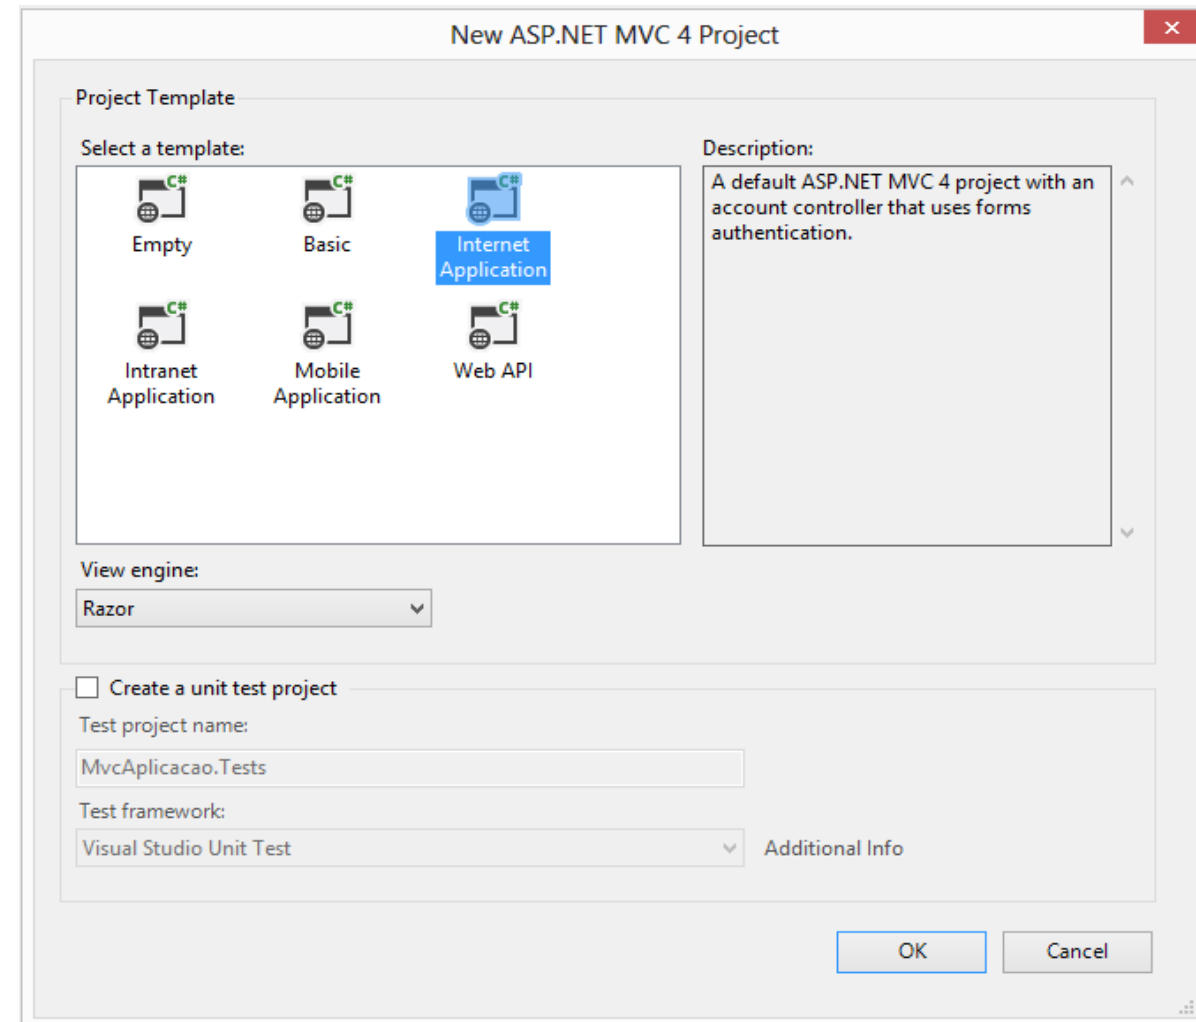 New ASP.NET MVC 4 Project
Project Template
Select a template:
Description:
C#
C#
C#
Empty
Basic
Internet
Application
A default ASP.NET MVC 4 project with an
account controller that uses forms
authentication.
C#
C#
C#
Intranet
Application
Mobile
Application
Web API
View engine:
Razor
Create a unit test project
Test project name:
MvcAplicacao.Tests
Test framework:
Visual Studio Unit Test
Additional Info
OK
Cancel